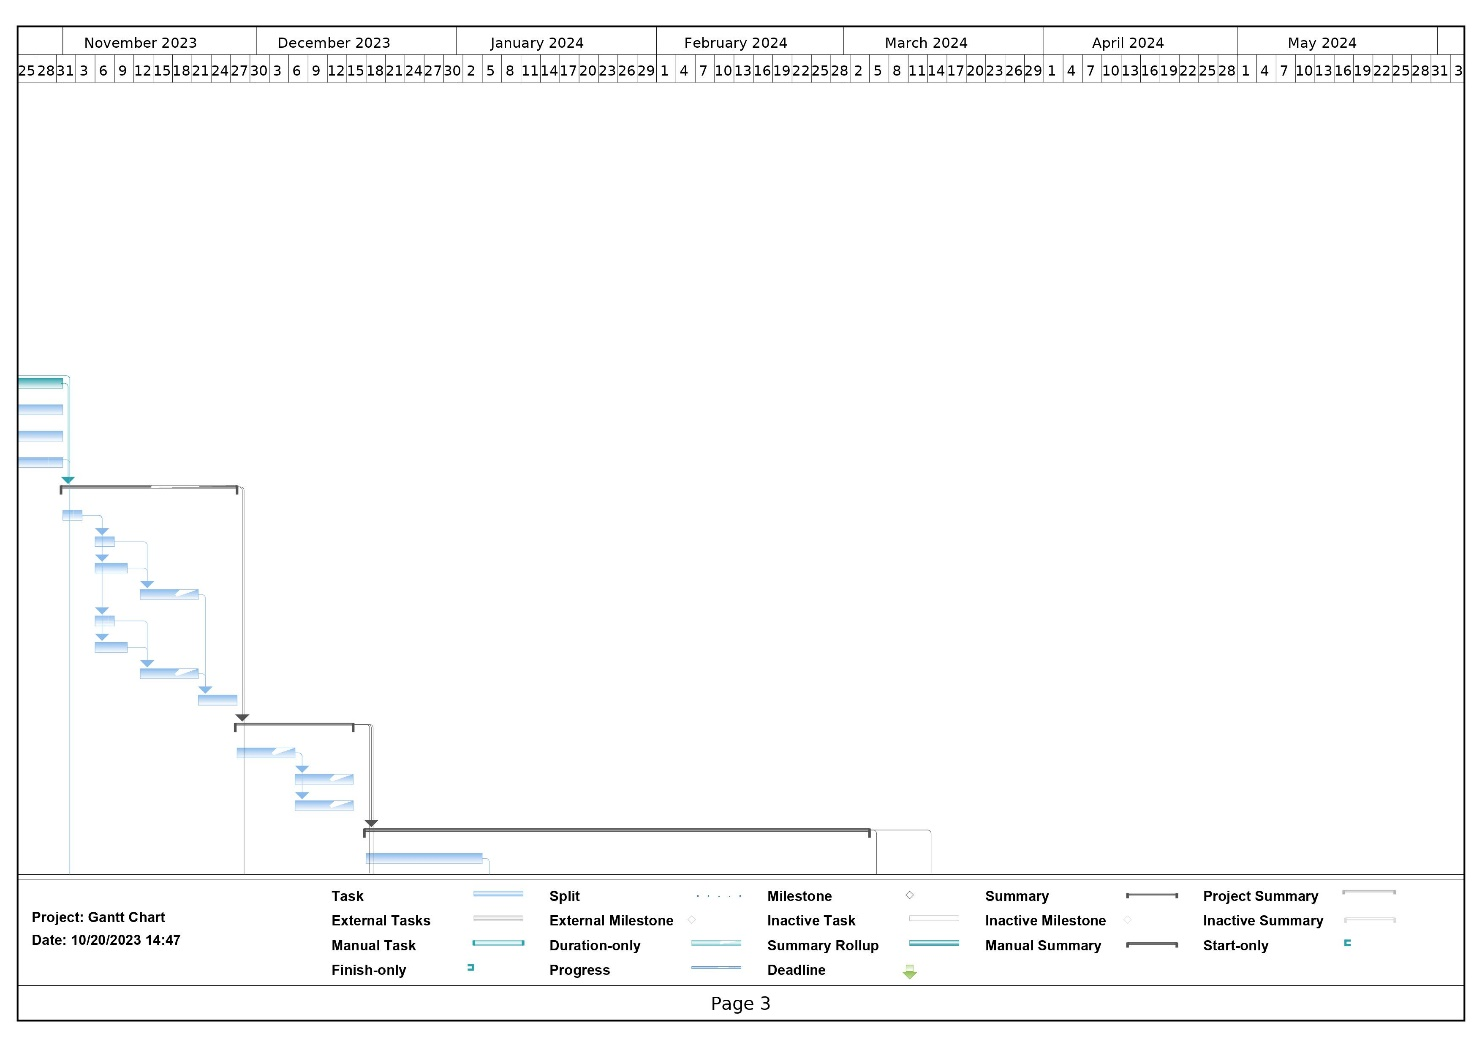 November 2023 December 2023 January 2024 February 2024 March 2024 April 2024 May 2024
25 28 31 3 6 9 12 15 18 21 24 27 30 3 6 9 12 15 18 21 24 27 30 2 5 8 11 14 17 20 23 26 29 1 4 7 10 13 16 19 22 25 28 2 5 8 11 14 17 20 23 26 29 1 4 7 10 13 16 19 22 25 28 1 4 7 10 13 16 19 22 25 28 31 3
Project: Gantt Chart
Date: 10/20/2023 14:47
Task Split Milestone Summary Project Summary
External Tasks External Milestone Inactive Task Inactive Milestone Inactive Summary
Manual Task Duration-only Summary Rollup Manual Summary Start-only
Finish-only Progress Deadline
Page 3